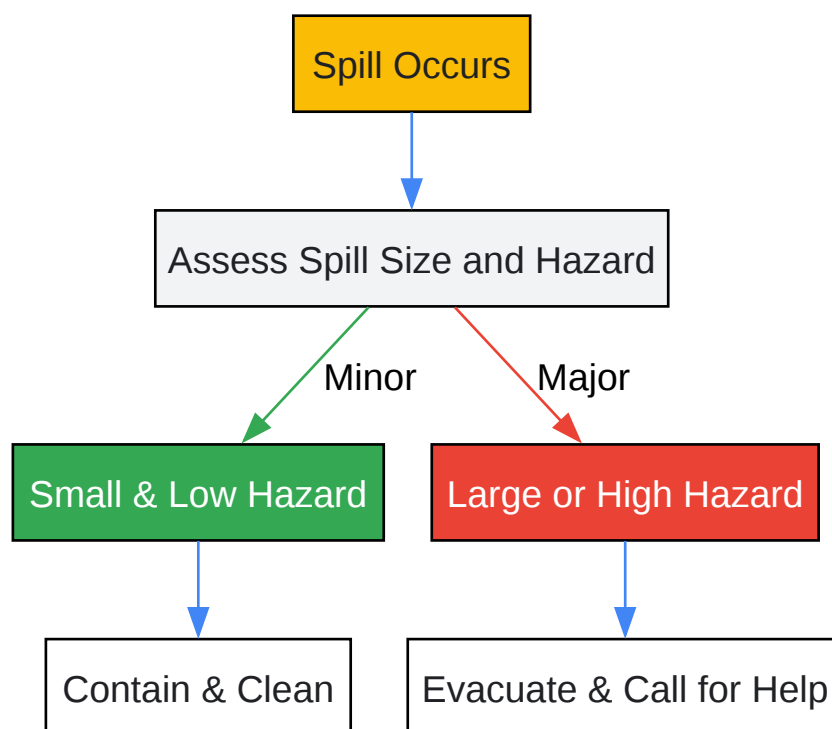 Spill Occurs
Assess Spill Size and Hazard
Minor
Major
Small & Low Hazard
Large or High Hazard
Contain & Clean
Evacuate & Call for Help